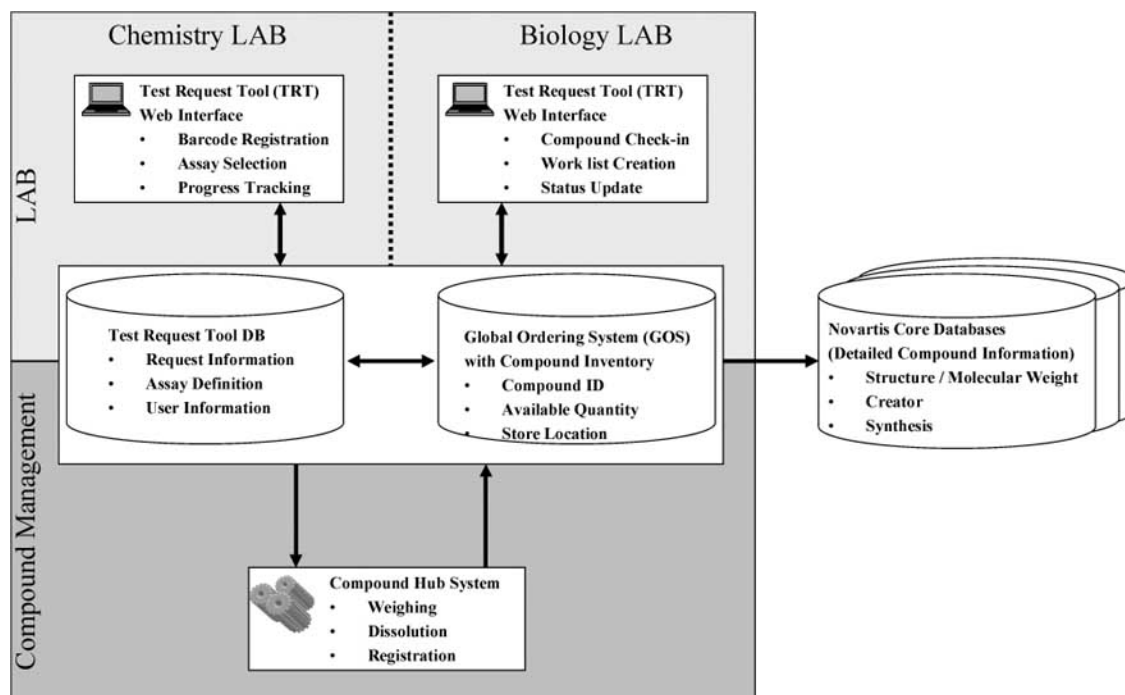 Chemistry LAB
Biology LAB
LAB
Test Request Tool (TRT)
Web Interface
• Barcode Registration
• Assay Selection
• Progress Tracking
Test Request Tool (TRT)
Web Interface
• Compound Check-in
• Work list Creation
• Status Update
Test Request Tool DB
• Request Information
• Assay Definition
• User Information
Global Ordering System (GOS)
with Compound Inventory
• Compound ID
• Available Quantity
• Store Location
Novartis Core Databases
(Detailed Compound Information)
• Structure / Molecular Weight
• Creator
• Synthesis
Compound Management
Compound Hub System
• Weighing
• Dissolution
• Registration